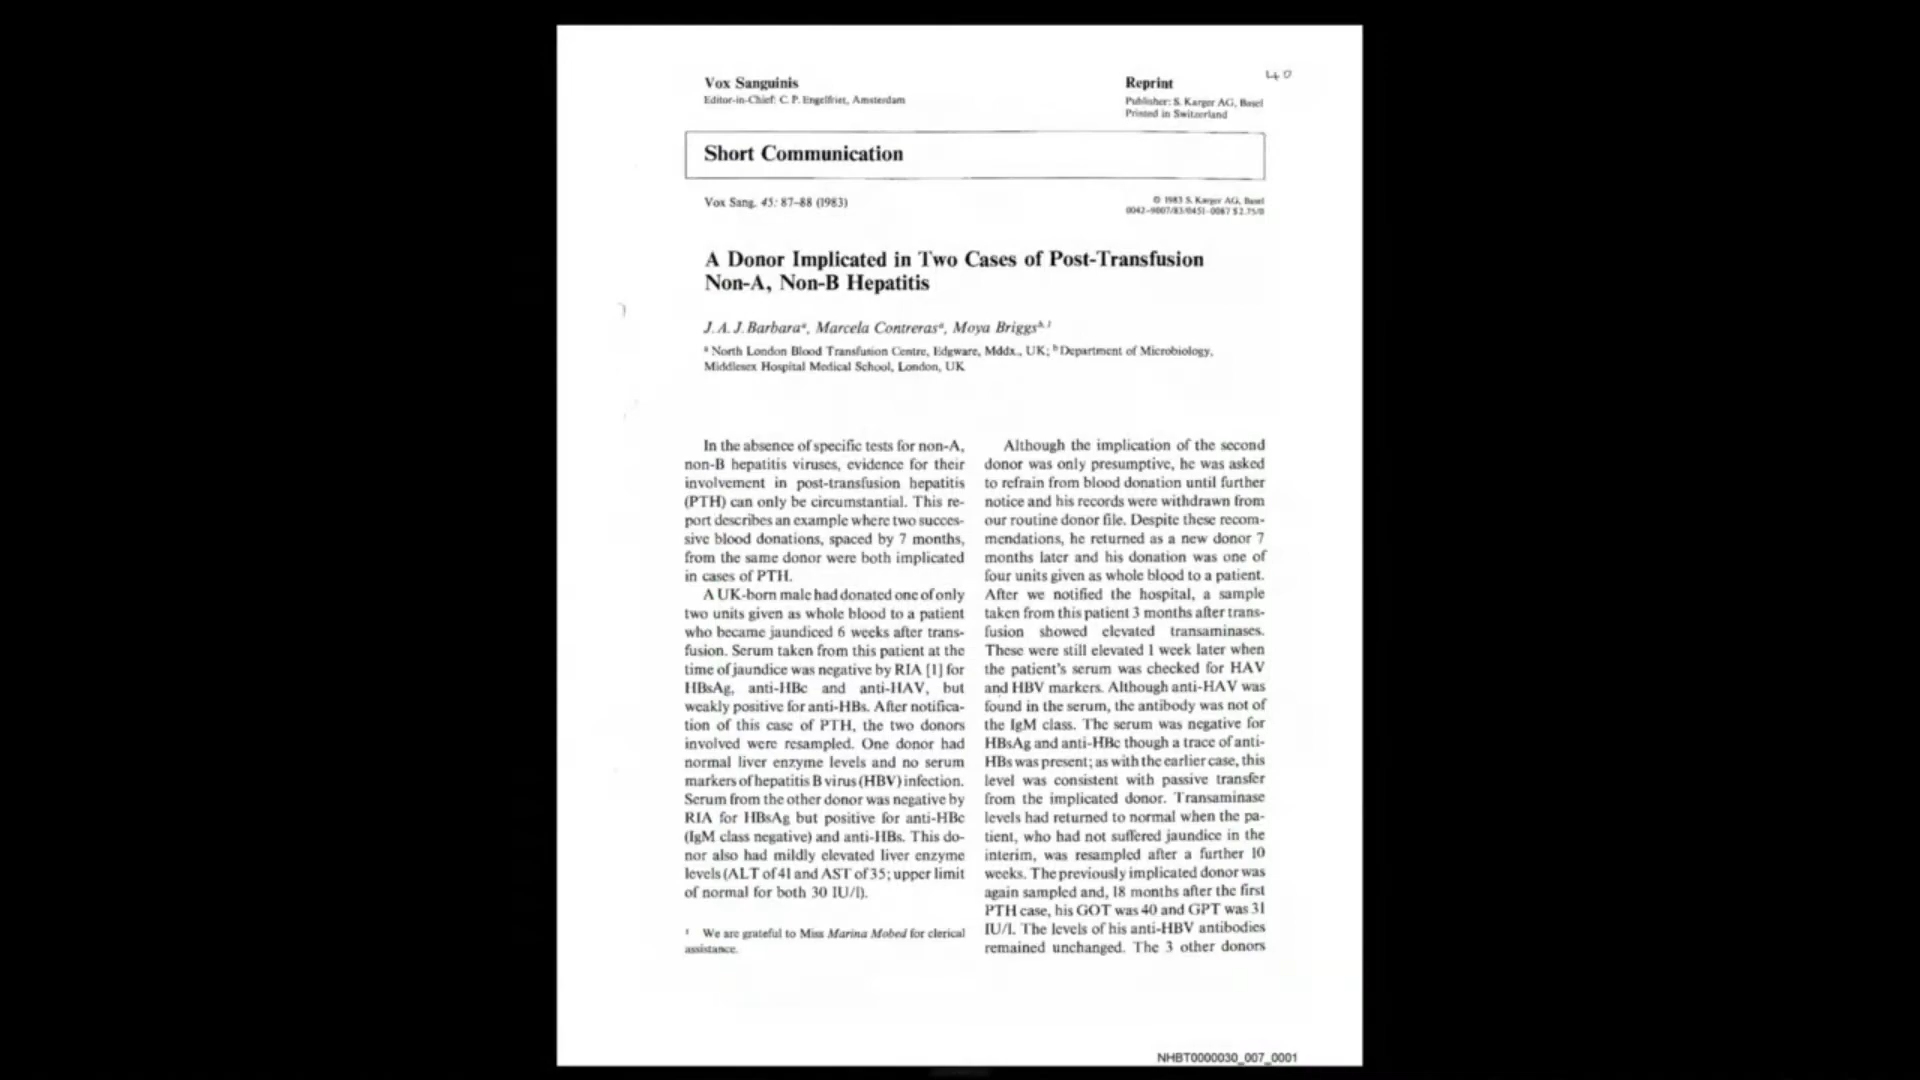 40
Vox Sanguinis
Editor-in-Chief: C. P. Engelfriet, Amsterdam
Reprint
Publisher: S. Karger AG, Basel
Printed in Switzerland
Short Communication
Vox Sang. 45: 87–88 (1983)
© 1983 S. Karger AG, Basel
0042–9007/83/0451–0087 $2.75/0
A Donor Implicated in Two Cases of Post-Transfusion
Non-A, Non-B Hepatitis
J. A. J. Barbaraᵃ, Marcela Contrerasᵃ, Moya Briggsᵇ,¹
ᵃ North London Blood Transfusion Centre, Edgware, Mddx., UK; ᵇ Department of Microbiology,
Middlesex Hospital Medical School, London, UK
In the absence of specific tests for non-A,
non-B hepatitis viruses, evidence for their
involvement in post-transfusion hepatitis
(PTH) can only be circumstantial. This re-
port describes an example where two succes-
sive blood donations, spaced by 7 months,
from the same donor were both implicated
in cases of PTH.
A UK-born male had donated one of only
two units given as whole blood to a patient
who became jaundiced 6 weeks after trans-
fusion. Serum taken from this patient at the
time of jaundice was negative by RIA [1] for
HBsAg, anti-HBc and anti-HAV, but
weakly positive for anti-HBs. After notifica-
tion of this case of PTH, the two donors
involved were resampled. One donor had
normal liver enzyme levels and no serum
markers of hepatitis B virus (HBV) infection.
Serum from the other donor was negative by
RIA for HBsAg but positive for anti-HBc
(IgM class negative) and anti-HBs. This do-
nor also had mildly elevated liver enzyme
levels (ALT of 41 and AST of 35; upper limit
of normal for both 30 IU/l).
¹ We are grateful to Miss Marina Mobed for clerical
assistance.
Although the implication of the second
donor was only presumptive, he was asked
to refrain from blood donation until further
notice and his records were withdrawn from
our routine donor file. Despite these recom-
mendations, he returned as a new donor 7
months later and his donation was one of
four units given as whole blood to a patient.
After we notified the hospital, a sample
taken from this patient 3 months after trans-
fusion showed elevated transaminases.
These were still elevated 1 week later when
the patient's serum was checked for HAV
and HBV markers. Although anti-HAV was
found in the serum, the antibody was not of
the IgM class. The serum was negative for
HBsAg and anti-HBc though a trace of anti-
HBs was present; as with the earlier case, this
level was consistent with passive transfer
from the implicated donor. Transaminase
levels had returned to normal when the pa-
tient, who had not suffered jaundice in the
interim, was resampled after a further 10
weeks. The previously implicated donor was
again sampled and, 18 months after the first
PTH case, his GOT was 40 and GPT was 31
IU/l. The levels of his anti-HBV antibodies
remained unchanged. The 3 other donors
NHBT0000030_007_0001